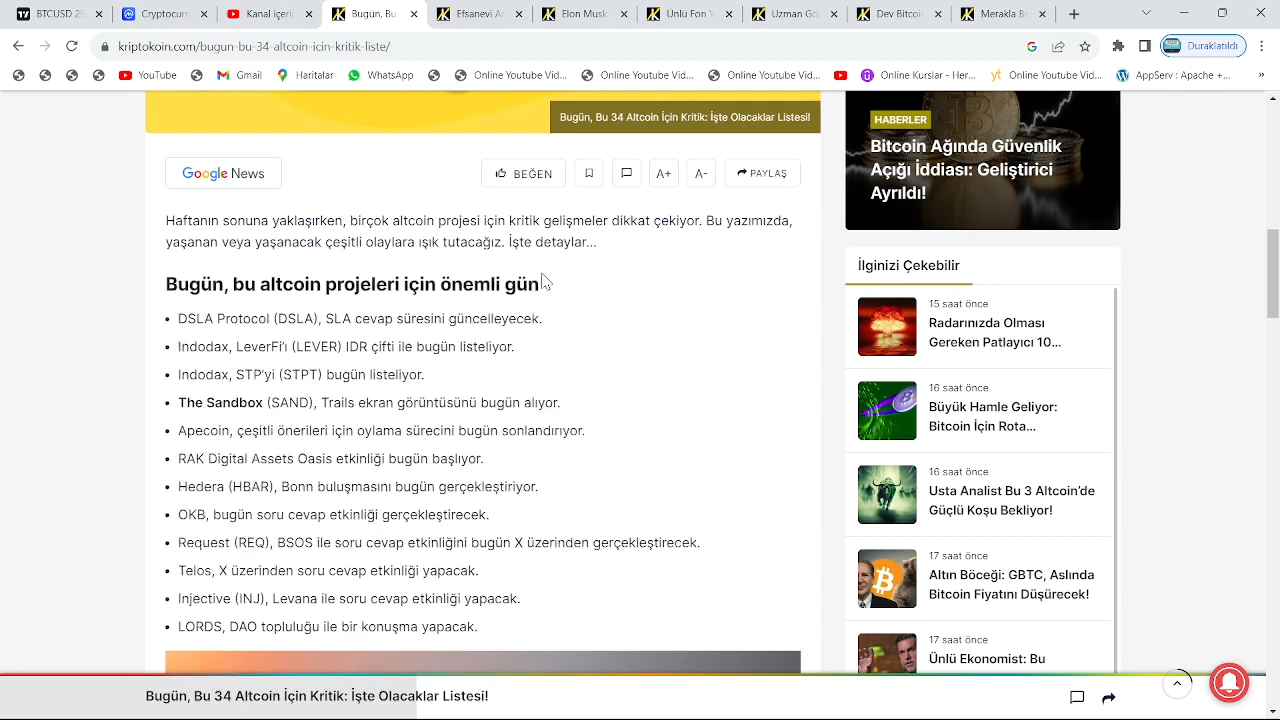 BTCUSD 29
Cryptocurr
Kanal içeri
Bugün, Bu
Efsanevi A
Elon Musk
Ünlü Fon Y
Uzman Gö
Dev Bitcoi
Merakla Be
kriptokoin.com/bugun-bu-34-altcoin-icin-kritik-liste/
Duraklatıldı
YouTube
Gmail
Haritalar
WhatsApp
Online Youtube Vid...
Online Youtube Vid...
Online Youtube Vid...
Online Kurslar - Her...
Online Youtube Vid...
AppServ : Apache +...
»
Bugün, Bu 34 Altcoin İçin Kritik: İşte Olacaklar Listesi!
Google News
BEĞEN
A+
A-
PAYLAŞ
Haftanın sonuna yaklaşırken, birçok altcoin projesi için kritik gelişmeler dikkat çekiyor. Bu yazımızda,
yaşanan veya yaşanacak çeşitli olaylara ışık tutacağız. İşte detaylar...
Bugün, bu altcoin projeleri için önemli gün
• DSLA Protocol (DSLA), SLA cevap süresini güncelleyecek.
• Indodax, LeverFi’ı (LEVER) IDR çifti ile bugün listeliyor.
• Indodax, STP’yi (STPT) bugün listeliyor.
• The Sandbox (SAND), Trails ekran görüntüsünü bugün alıyor.
• Apecoin, çeşitli önerileri için oylama sürecini bugün sonlandırıyor.
• RAK Digital Assets Oasis etkinliği bugün başlıyor.
• Hedera (HBAR), Bonn buluşmasını bugün gerçekleştiriyor.
• OKB, bugün soru cevap etkinliği gerçekleştirecek.
• Request (REQ), BSOS ile soru cevap etkinliğini bugün X üzerinden gerçekleştirecek.
• Telos, X üzerinden soru cevap etkinliği yapacak.
• Injective (INJ), Levana ile soru cevap etkinliği yapacak.
• LORDS, DAO topluluğu ile bir konuşma yapacak.
HABERLER
Bitcoin Ağında Güvenlik
Açığı İddiası: Geliştirici
Ayrıldı!
İlginizi Çekebilir
15 saat önce
Radarınızda Olması
Gereken Patlayıcı 10...
16 saat önce
Büyük Hamle Geliyor:
Bitcoin İçin Rota...
16 saat önce
Usta Analist Bu 3 Altcoin’de
Güçlü Koşu Bekliyor!
17 saat önce
Altın Böceği: GBTC, Aslında
Bitcoin Fiyatını Düşürecek!
17 saat önce
Ünlü Ekonomist: Bu
Bugün, Bu 34 Altcoin İçin Kritik: İşte Olacaklar Listesi!